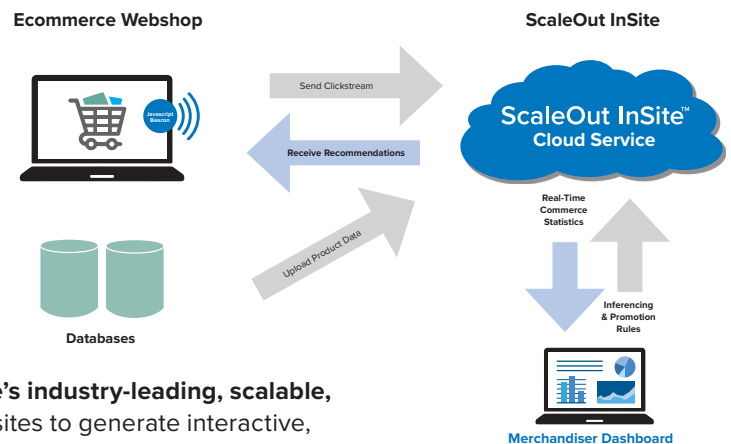 Ecommerce Webshop
ScaleOut InSite
Javascript
Beacon
Send Clickstream
Receive Recommendations
ScaleOut InSite™
Cloud Service
Upload Product Data
Real-Time
Commerce
Statistics
Databases
Inferencing
& Promotion
Rules
Merchandiser Dashboard
e's industry-leading, scalable,
sites to generate interactive,